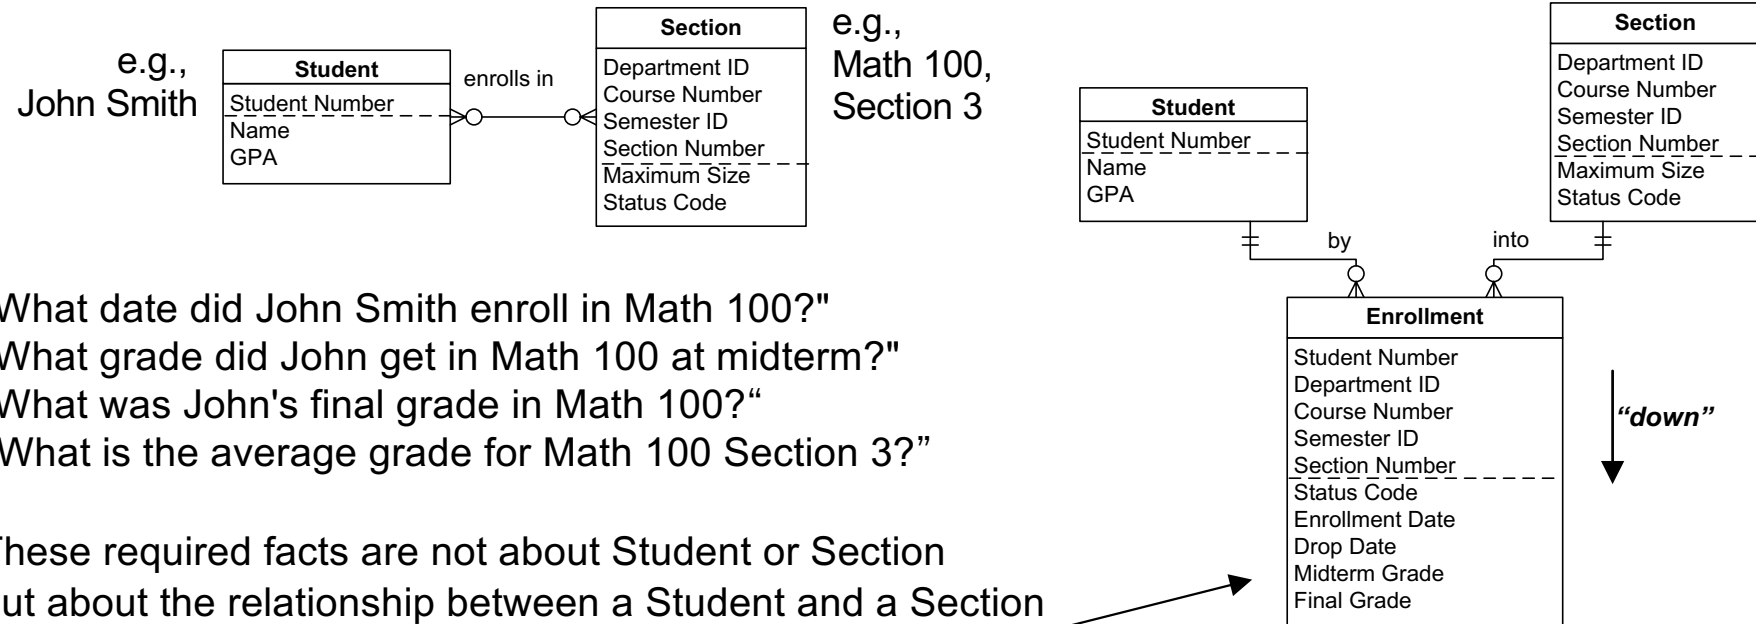 e.g.,
John Smith
Student
Student Number
Name
GPA
enrolls in
Section
Department ID
Course Number
Semester ID
Section Number
Maximum Size
Status Code
e.g.,
Math 100,
Section 3
Student
Student Number
Name
GPA
Section
Department ID
Course Number
Semester ID
Section Number
Maximum Size
Status Code
by
into
Enrollment
Student Number
Department ID
Course Number
Semester ID
Section Number
Status Code
Enrollment Date
Drop Date
Midterm Grade
Final Grade
“down”
What date did John Smith enroll in Math 100?"
What grade did John get in Math 100 at midterm?"
What was John's final grade in Math 100?“
What is the average grade for Math 100 Section 3?”
These required facts are not about Student or Section
ut about the relationship between a Student and a Section